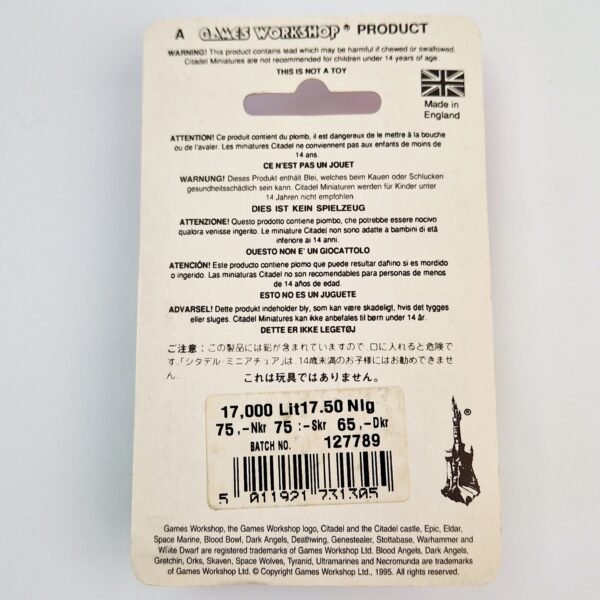 A GAMES WORKSHOP® PRODUCT
WARNING! This product contains lead which may be harmful if chewed or swallowed.
Citadel Miniatures are not recommended for children under 14 years of age.
THIS IS NOT A TOY
Made in
England
ATTENTION! Ce produit contient du plomb, il est dangereux de le mettre à la bouche
ou de l'avaler. Les miniatures Citadel ne conviennent pas aux enfants de moins de
14 ans.
CE N'EST PAS UN JOUET
WARNUNG! Dieses Produkt enthält Blei, welches beim Kauen oder Schlucken
gesundheitsschädlich sein kann. Citadel Miniaturen werden für Kinder unter
14 Jahren nicht empfohlen.
DIES IST KEIN SPIELZEUG
ATTENZIONE! Questo prodotto contiene piombo, che potrebbe essere nocivo
qualora venisse ingerito. Le miniature Citadel non sono adatte a bambini di età
inferiore ai 14 anni.
QUESTO NON E' UN GIOCATTOLO
ATENCIÓN! Este producto contiene plomo que puede resultar dañino si es mordido
o ingerido. Las miniaturas Citadel no son recomendables para personas de menos
de 14 años de edad.
ESTO NO ES UN JUGUETE
ADVARSEL! Dette produkt indeholder bly, som kan være skadeligt, hvis det tygges
eller sluges. Citadel Miniatures kan ikke anbefales til børn under 14 år.
DETTE ER IKKE LEGETØJ
ご注意：この製品には鉛が含まれていますので、口に入れると危険で
す。「シタデル・ミニアチュア」は、14歳未満のお子様にはお勧めできませ
ん。
これは玩具ではありません。
17,000 Lit17.50 Nlg
75,-Nkr 75 :-Skr 65,-Dkr
BATCH NO. 127789
5 011921 731305
Games Workshop, the Games Workshop logo, Citadel and the Citadel castle, Epic, Eldar,
Space Marine, Blood Bowl, Dark Angels, Deathwing, Genestealer, Slottabase, Warhammer and
White Dwarf are registered trademarks of Games Workshop Ltd. Blood Angels, Dark Angels,
Gretchin, Orks, Skaven, Space Wolves, Tyranid, Ultramarines and Necromunda are trademarks
of Games Workshop Ltd. © Copyright Games Workshop Ltd., 1995. All rights reserved.